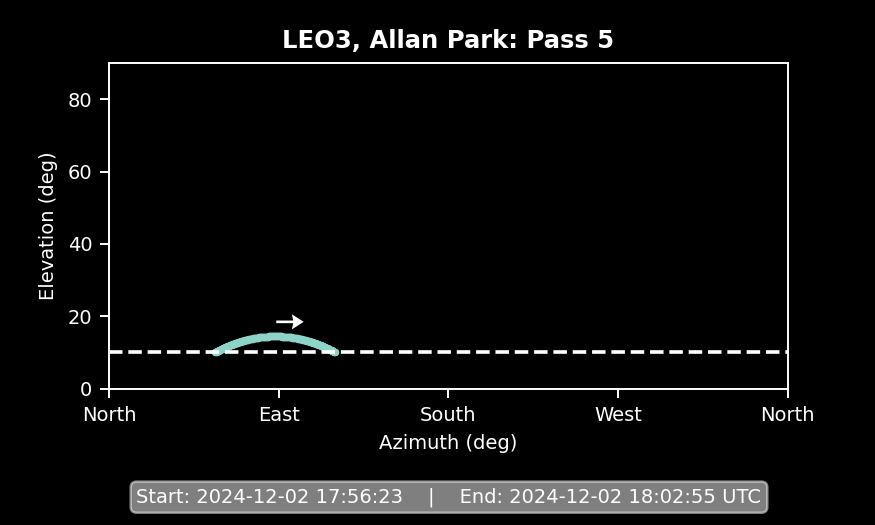 LEO3, Allan Park: Pass 5
80
60
40
20
0
Elevation (deg)
North East South West North
Azimuth (deg)
Start: 2024-12-02 17:56:23 | End: 2024-12-02 18:02:55 UTC